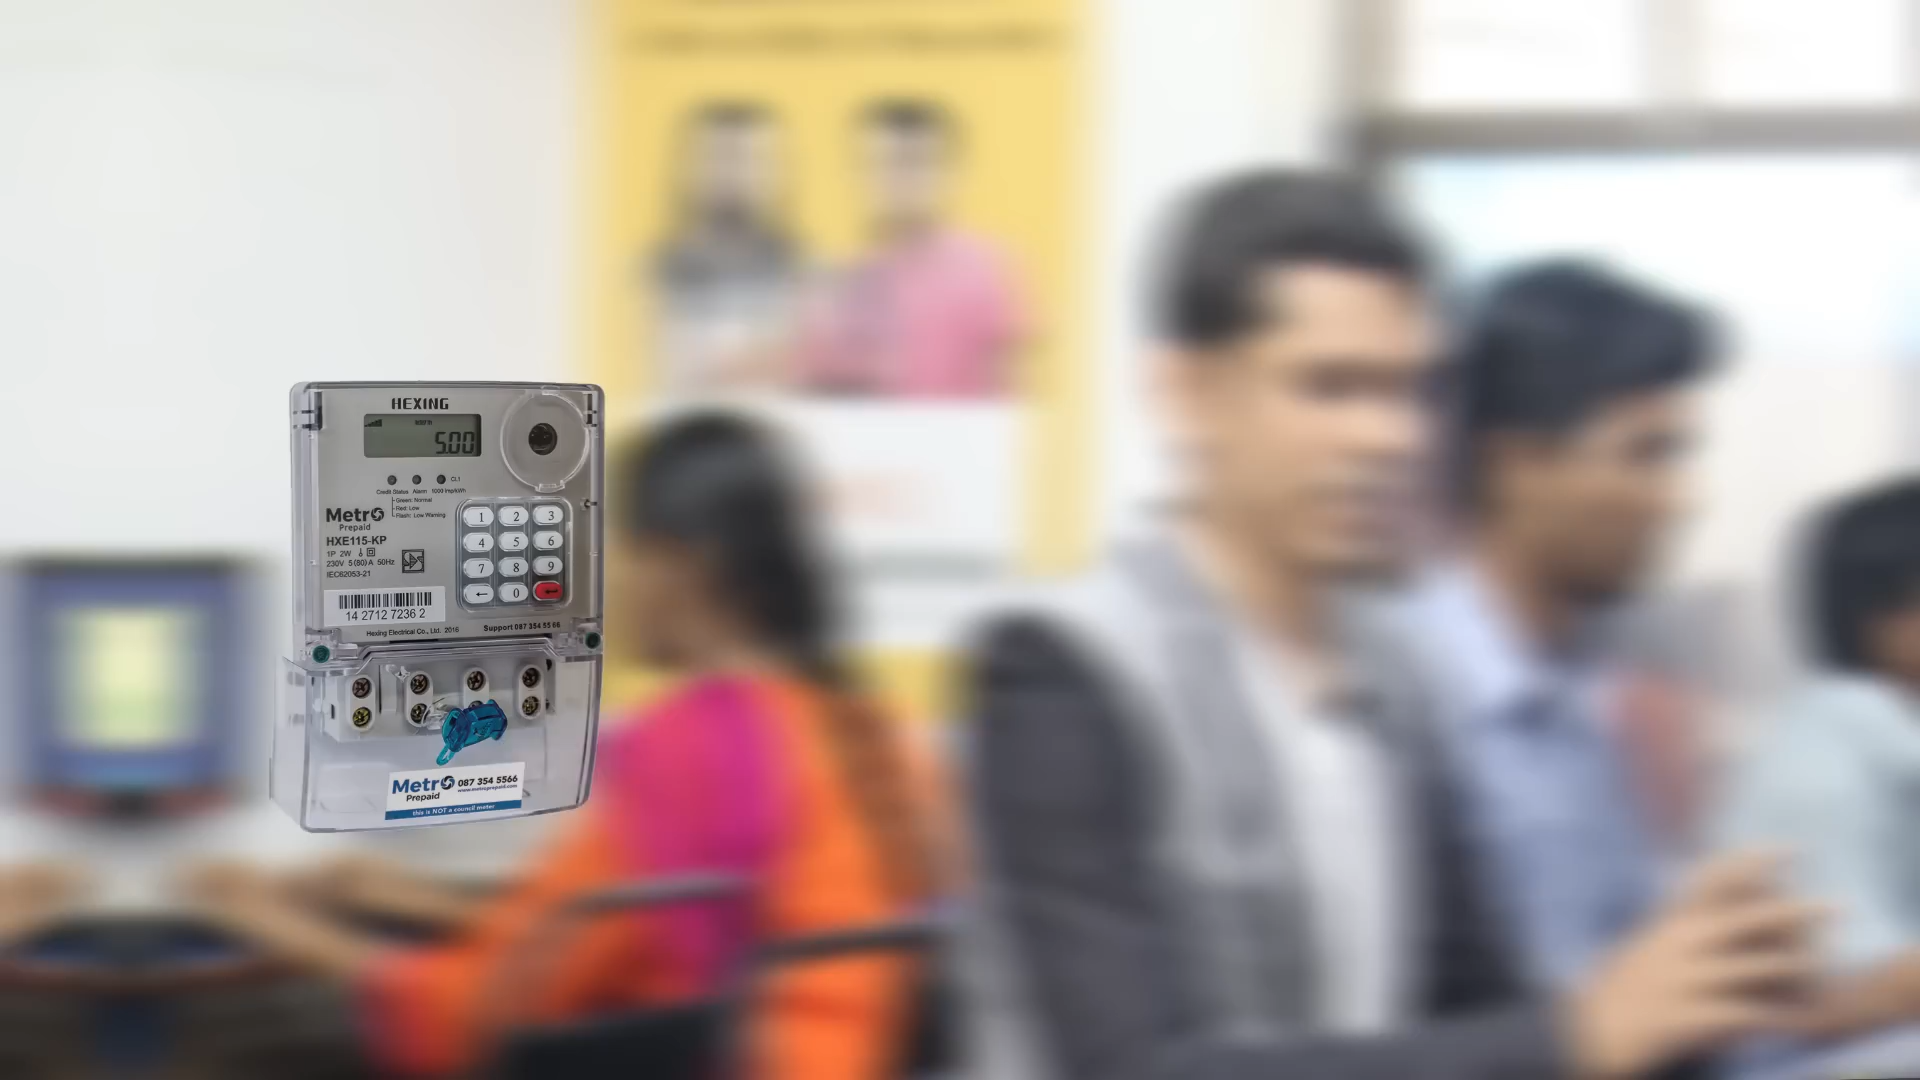 HEXING
kWh
5.00
CL1
Credit Status Alarm 1000 imp/kWh
Green: Normal
Red: Low
Flash: Low Warning
Metro
Prepaid
HXE115-KP
1P 2W
230V 5(80)A 50Hz
IEC62053-21
1 2 3
4 5 6
7 8 9
← 0
14 2712 7236 2
Hexing Electrical Co., Ltd. 2016
Support 087 354 55 66
Metro 087 354 5566
Prepaid www.metroprepaid.com
this is NOT a council meter